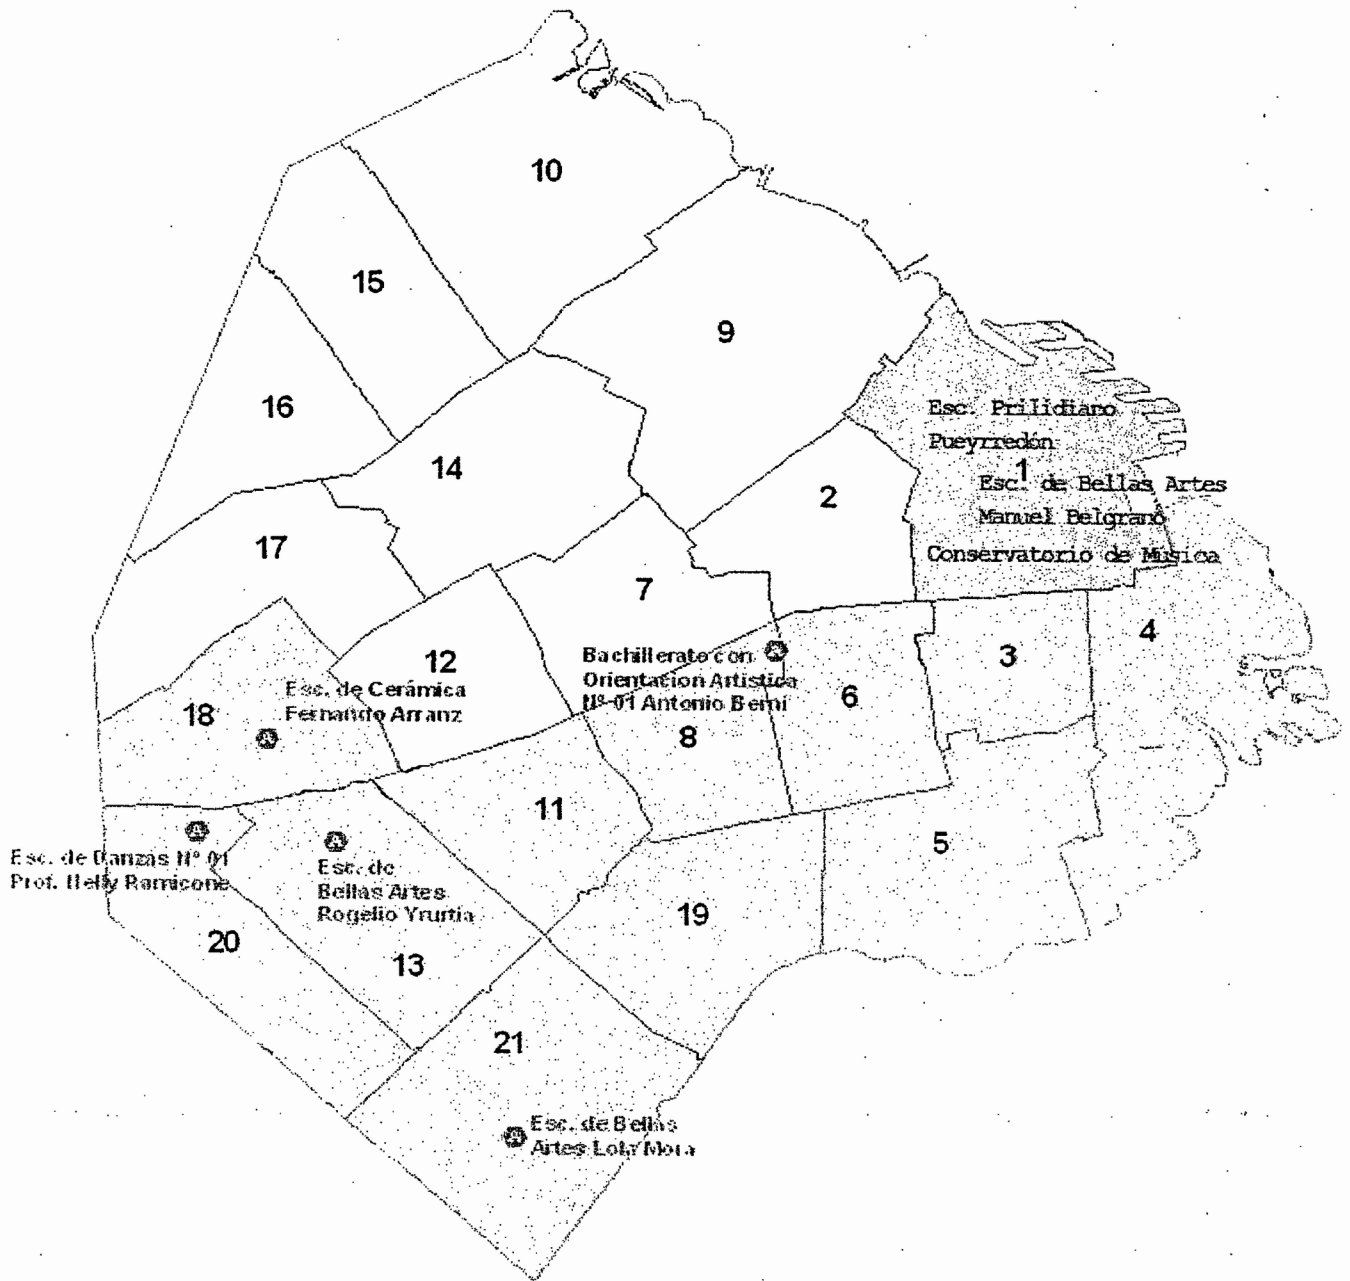 10
15
9
16
Esc. Prilidiano
Pueyrredón
14
1
2
Esc. de Bellas Artes
Manuel Belgrano
17
Conservatorio de Música
7
4
12
Bachillerato con
Orientacion Artistica
Nº 01 Antonio Berni
3
Esc. de Cerámica
Fernando Arranz
6
18
8
11
5
Esc. de Danzas Nº 01
Prof. Nelly Ramicone
Esc. de
Bellas Artes
Rogelio Yrurtia
19
20
13
21
Esc. de Bellas
Artes Lola Mora